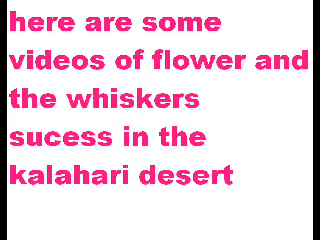 here are some
videos of flower and
the whiskers
sucess in the
kalahari desert